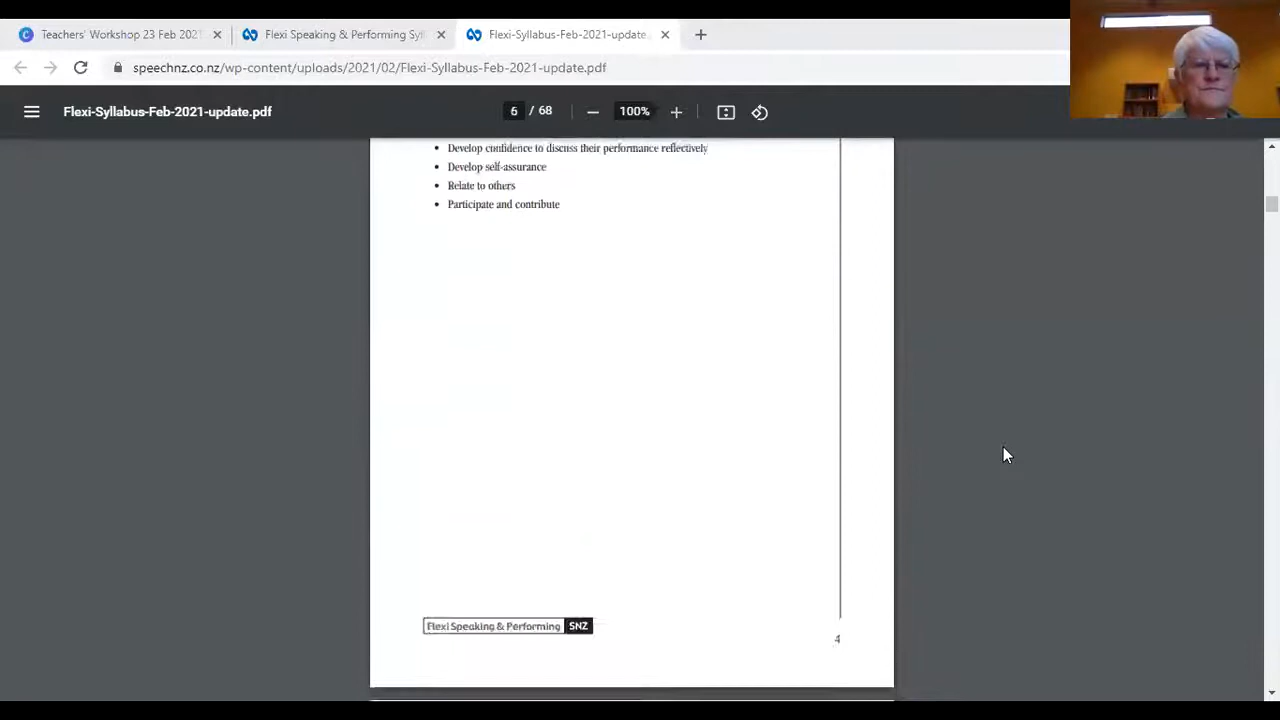 Teachers' Workshop 23 Feb 2021
Flexi Speaking & Performing Syl
Flexi-Syllabus-Feb-2021-update.
speechnz.co.nz/wp-content/uploads/2021/02/Flexi-Syllabus-Feb-2021-update.pdf
Flexi-Syllabus-Feb-2021-update.pdf
6 / 68
100%
• Develop confidence to discuss their performance reflectively
• Develop self-assurance
• Relate to others
• Participate and contribute
Flexi Speaking & Performing SNZ
4